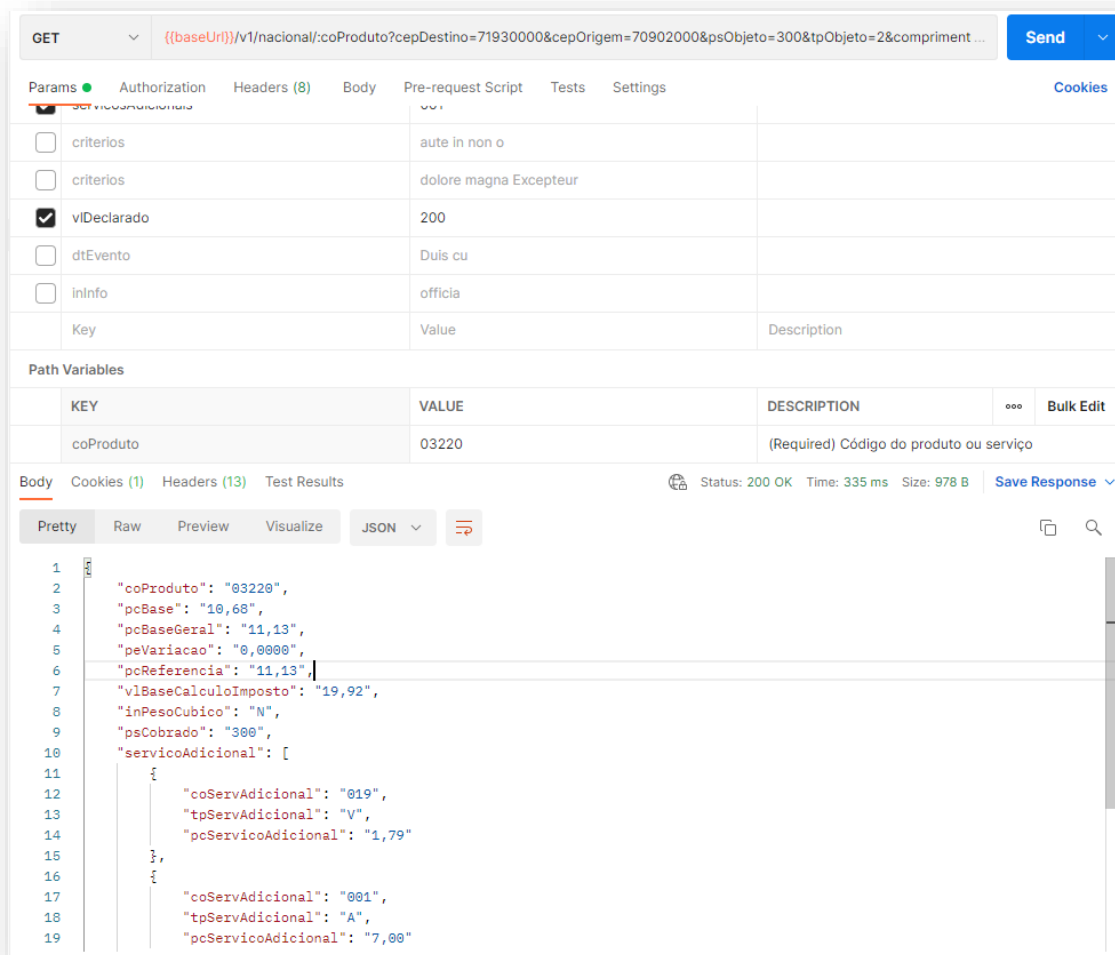 GET {{baseUrl}}/v1/nacional/:coProduto?cepDestino=71930000&cepOrigem=70902000&psObjeto=300&tpObjeto=2&compriment ... Send
Params Authorization Headers (8) Body Pre-request Script Tests Settings Cookies
servicosAdicionais 001
criterios aute in non o
criterios dolore magna Excepteur
vlDeclarado 200
dtEvento Duis cu
inInfo officia
Key Value Description
Path Variables
KEY VALUE DESCRIPTION ooo Bulk Edit
coProduto 03220 (Required) Código do produto ou serviço
Body Cookies (1) Headers (13) Test Results Status: 200 OK Time: 335 ms Size: 978 B Save Response
Pretty Raw Preview Visualize JSON
1 {
2 "coProduto": "03220",
3 "pcBase": "10,68",
4 "pcBaseGeral": "11,13",
5 "peVariacao": "0,0000",
6 "pcReferencia": "11,13",
7 "vlBaseCalculoImposto": "19,92",
8 "inPesoCubico": "N",
9 "psCobrado": "300",
10 "servicoAdicional": [
11 {
12 "coServAdicional": "019",
13 "tpServAdicional": "V",
14 "pcServicoAdicional": "1,79"
15 },
16 {
17 "coServAdicional": "001",
18 "tpServAdicional": "A",
19 "pcServicoAdicional": "7,00"